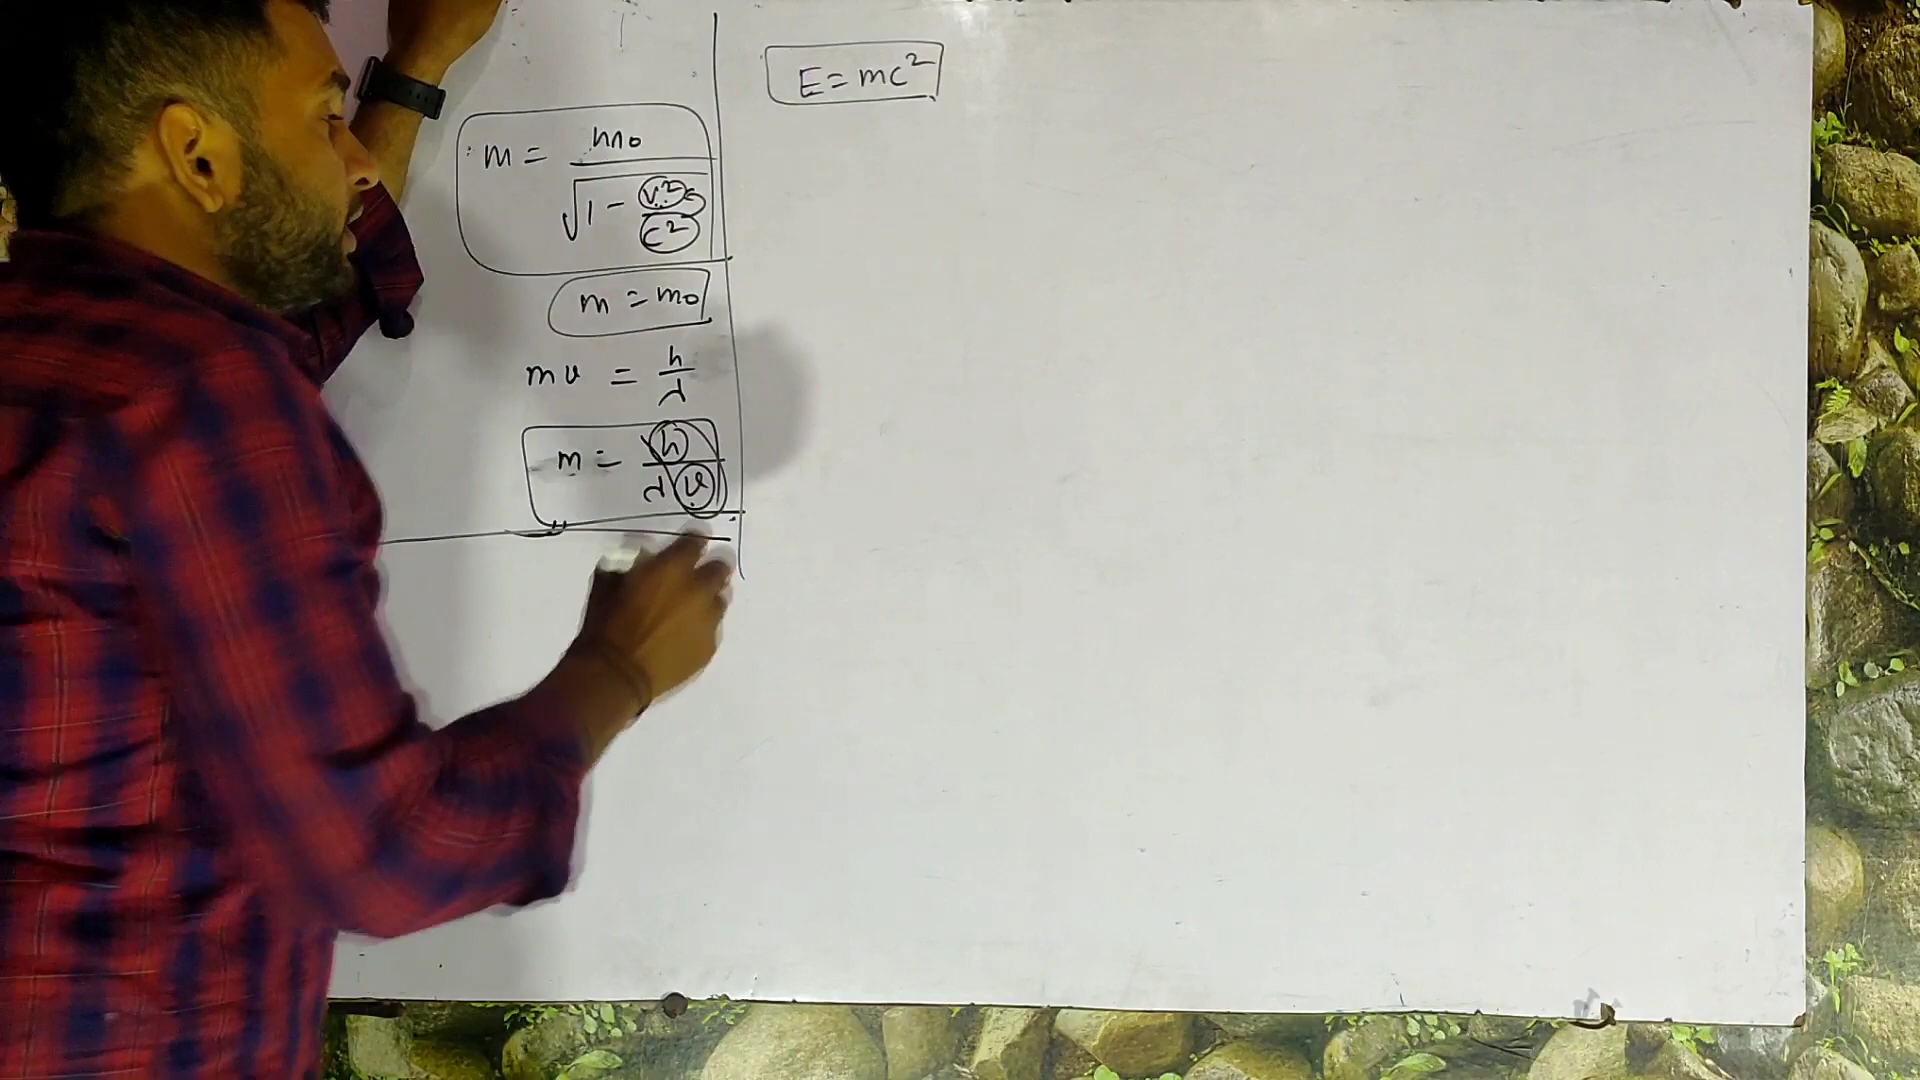 m = m₀ / √(1 - v²/c²)
m = m₀
mv = h/λ
m = h/λv
E = mc²